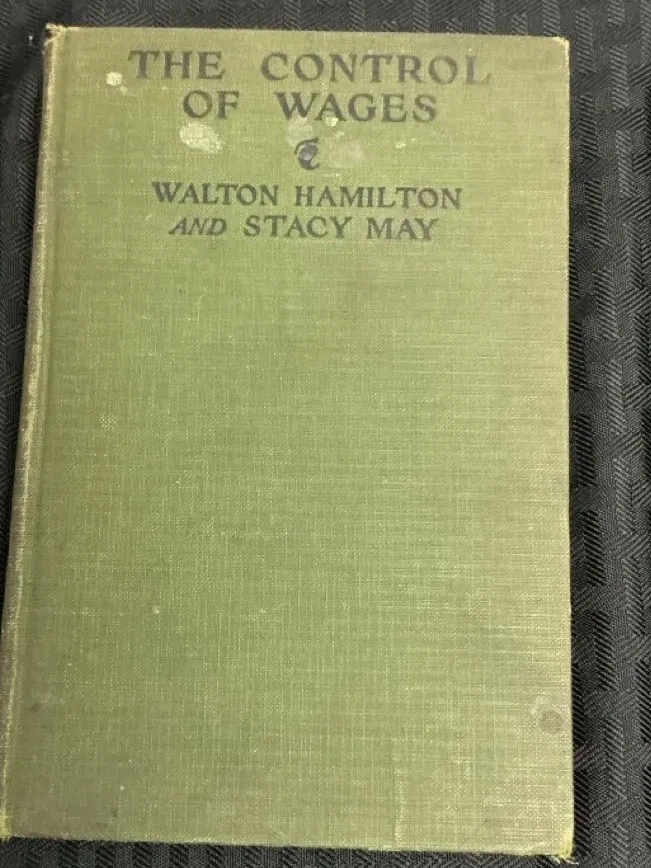 THE CONTROL
OF WAGES
WALTON HAMILTON
AND STACY MAY